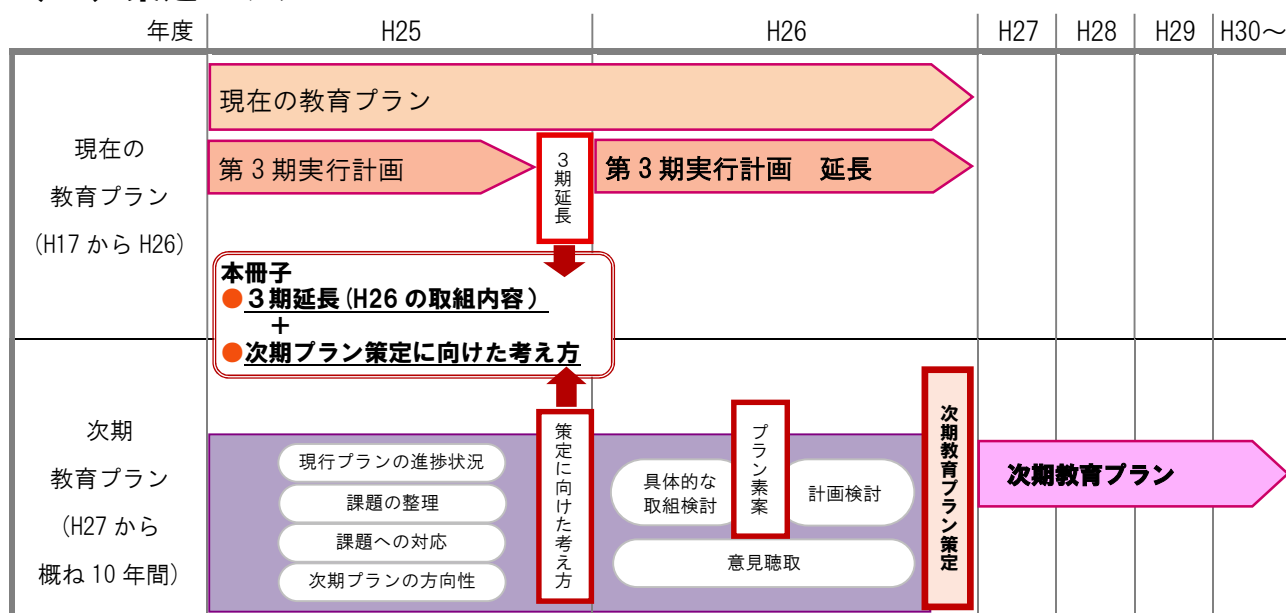 年度
H25
H26
H27
H28
H29
H30～
現在の教育プラン
現在の
教育プラン
(H17 から H26)
第３期実行計画
３期延長
第３期実行計画　延長
本冊子
●３期延長(H26 の取組内容)
＋
●次期プラン策定に向けた考え方
次期
教育プラン
(H27 から
概ね 10 年間)
現行プランの進捗状況
課題の整理
課題への対応
次期プランの方向性
策定に向けた考え方
具体的な
取組検討
プラン素案
計画検討
意見聴取
次期教育プラン策定
次期教育プラン